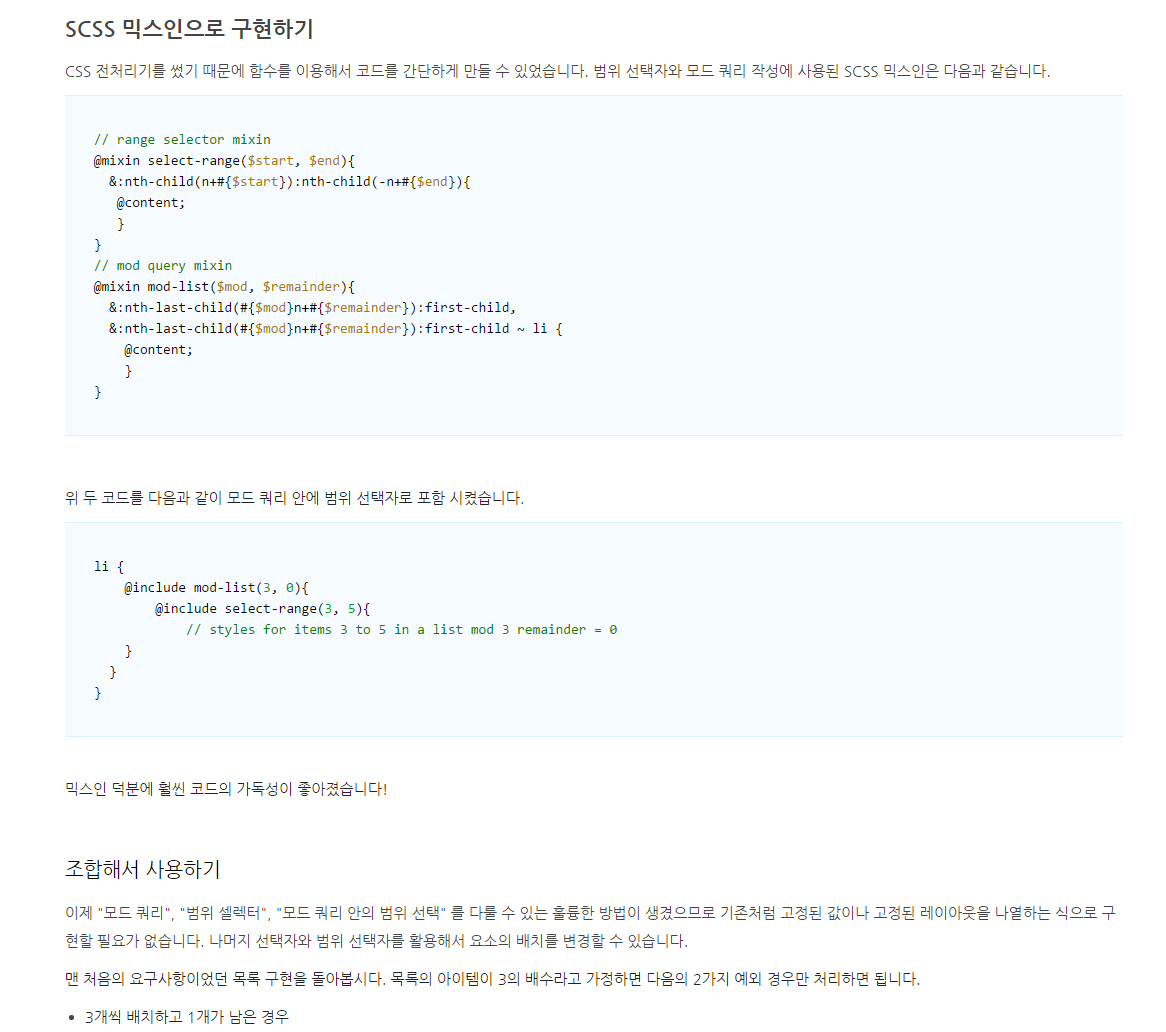 SCSS 믹스인으로 구현하기
CSS 전처리기를 썼기 때문에 함수를 이용해서 코드를 간단하게 만들 수 있었습니다. 범위 선택자와 모드 쿼리 작성에 사용된 SCSS 믹스인은 다음과 같습니다.
// range selector mixin
@mixin select-range($start, $end){
  &:nth-child(n+#{$start}):nth-child(-n+#{$end}){
   @content;
   }
}
// mod query mixin
@mixin mod-list($mod, $remainder){
  &:nth-last-child(#{$mod}n+#{$remainder}):first-child,
  &:nth-last-child(#{$mod}n+#{$remainder}):first-child ~ li {
    @content;
    }
}
위 두 코드를 다음과 같이 모드 쿼리 안에 범위 선택자로 포함 시켰습니다.
li {
    @include mod-list(3, 0){
        @include select-range(3, 5){
            // styles for items 3 to 5 in a list mod 3 remainder = 0
    }
  }
}
믹스인 덕분에 훨씬 코드의 가독성이 좋아졌습니다!
조합해서 사용하기
이제 "모드 쿼리", "범위 셀렉터", "모드 쿼리 안의 범위 선택" 를 다룰 수 있는 훌륭한 방법이 생겼으므로 기존처럼 고정된 값이나 고정된 레이아웃을 나열하는 식으로 구
현할 필요가 없습니다. 나머지 선택자와 범위 선택자를 활용해서 요소의 배치를 변경할 수 있습니다.
맨 처음의 요구사항이었던 목록 구현을 돌아봅시다. 목록의 아이템이 3의 배수라고 가정하면 다음의 2가지 예외 경우만 처리하면 됩니다.
• 3개씩 배치하고 1개가 남은 경우